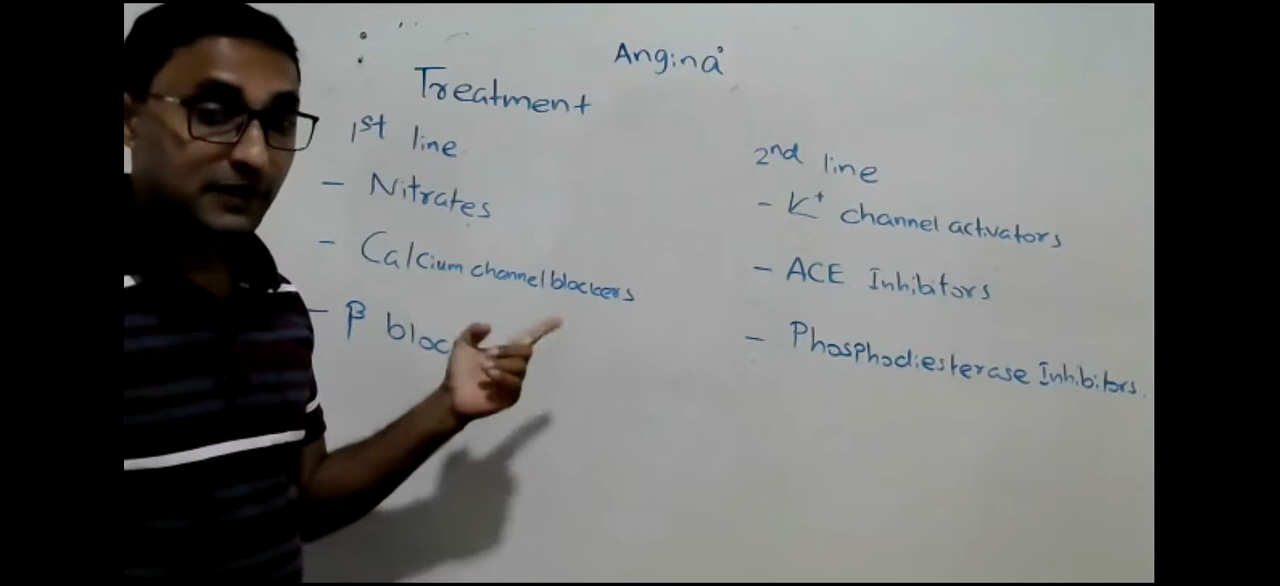 Angina
Treatment
1st line
- Nitrates
- Calcium channel blockers
- β bloc
2nd line
- K+ channel activators
- ACE Inhibitors
- Phosphodiesterase Inhibitors.